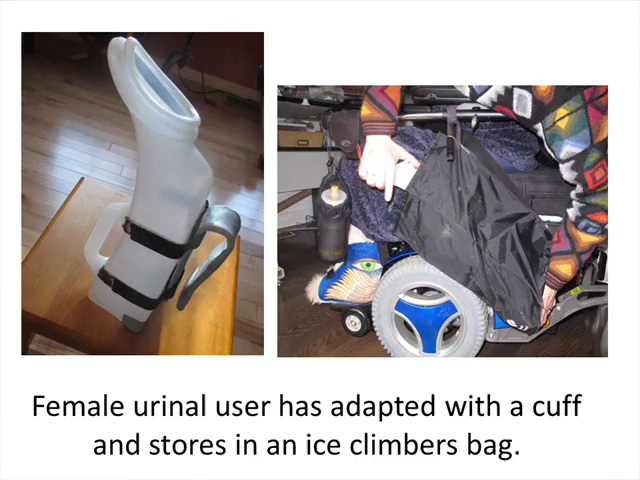 Female urinal user has adapted with a cuff
and stores in an ice climbers bag.